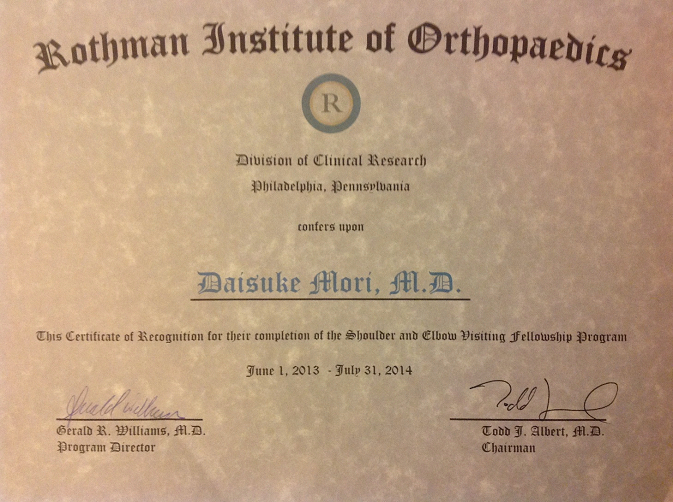 Rothman Institute of Orthopaedics
R
Division of Clinical Research
Philadelphia, Pennsylvania
confers upon
Daisuke Mori, M.D.
This Certificate of Recognition for their completion of the Shoulder and Elbow Visiting Fellowship Program
June 1, 2013 - July 31, 2014
Gerald R. Williams, M.D.
Program Director
Todd J. Albert, M.D.
Chairman